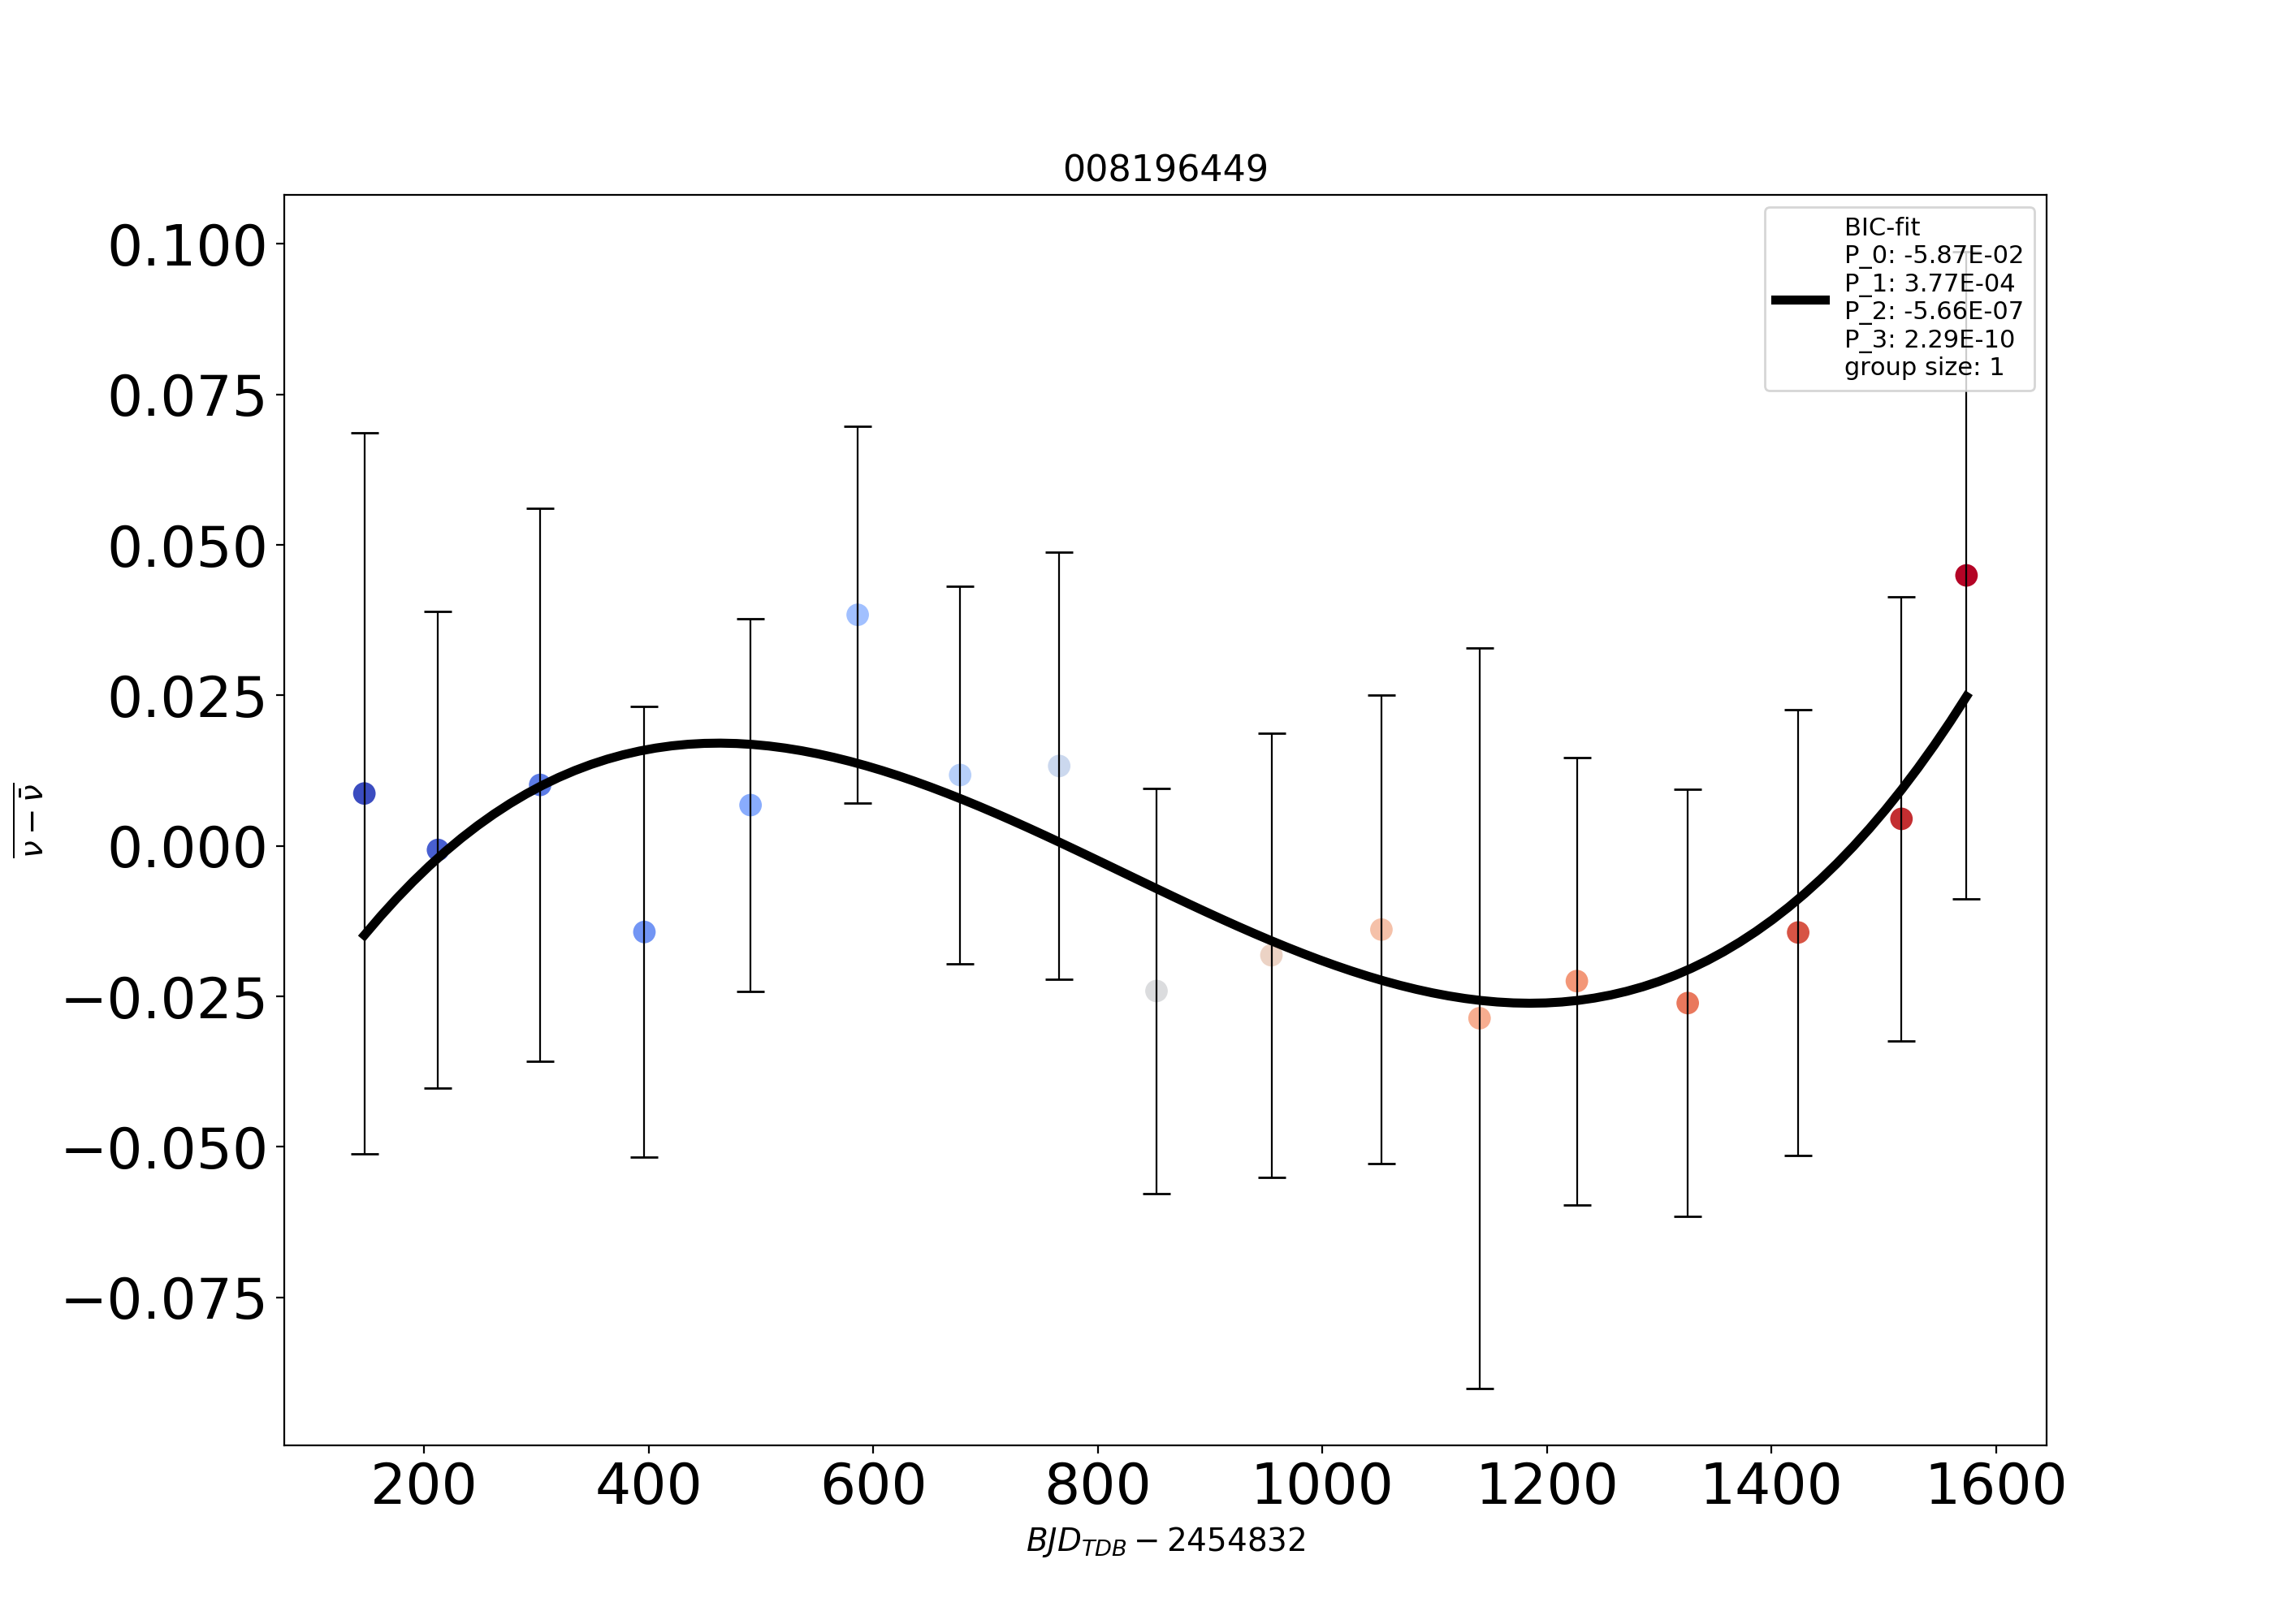 008196449
BIC-fit
P_0: -5.87E-02
P_1: 3.77E-04
P_2: -5.66E-07
P_3: 2.29E-10
group size: 1
0.100
0.075
0.050
0.025
0.000
−0.025
−0.050
−0.075
ν − ν̄
200 400 600 800 1000 1200 1400 1600
BJD_TDB − 2454832